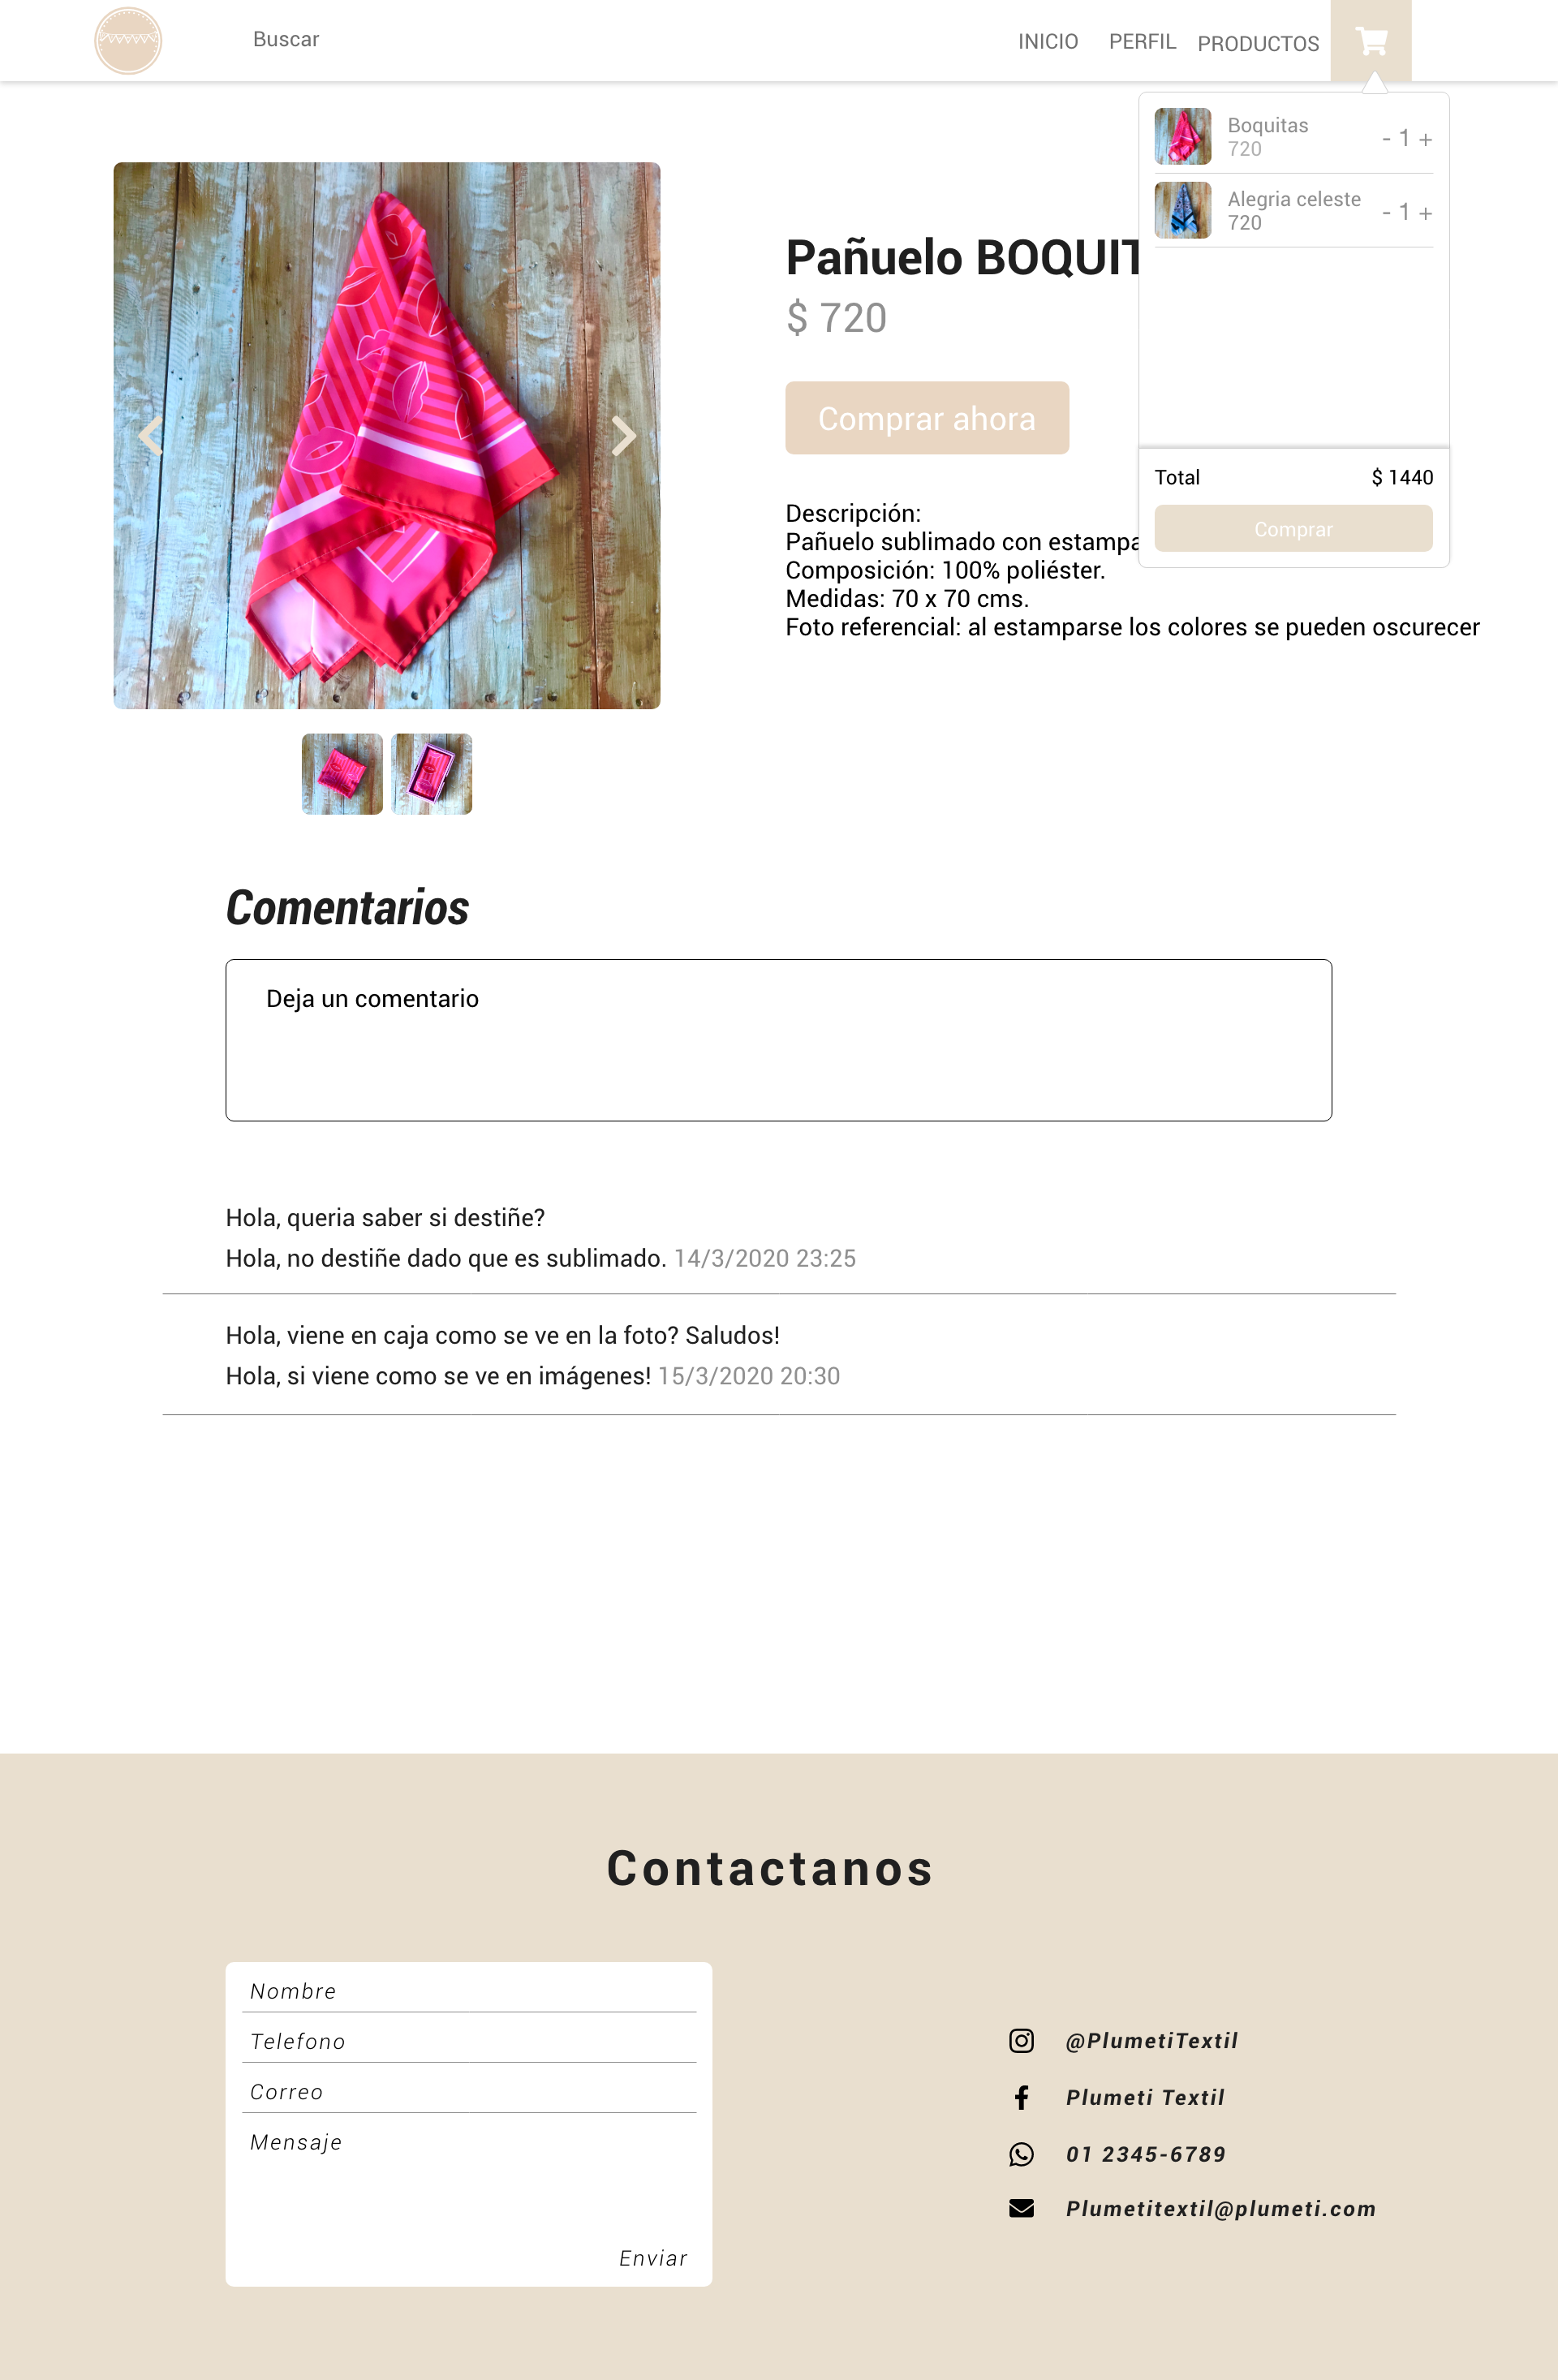 Buscar
INICIO
PERFIL
PRODUCTOS
Boquitas
720
- 1 +
Alegria celeste
720
- 1 +
Total
$ 1440
Comprar
Pañuelo BOQUIT
$ 720
Comprar ahora
Descripción:
Pañuelo sublimado con estampa
Composición: 100% poliéster.
Medidas: 70 x 70 cms.
Foto referencial: al estamparse los colores se pueden oscurecer
Comentarios
Deja un comentario
Hola, queria saber si destiñe?
Hola, no destiñe dado que es sublimado. 14/3/2020 23:25
Hola, viene en caja como se ve en la foto? Saludos!
Hola, si viene como se ve en imágenes! 15/3/2020 20:30
Contactanos
Nombre
Telefono
Correo
Mensaje
Enviar
@PlumetiTextil
Plumeti Textil
01 2345-6789
Plumetitextil@plumeti.com